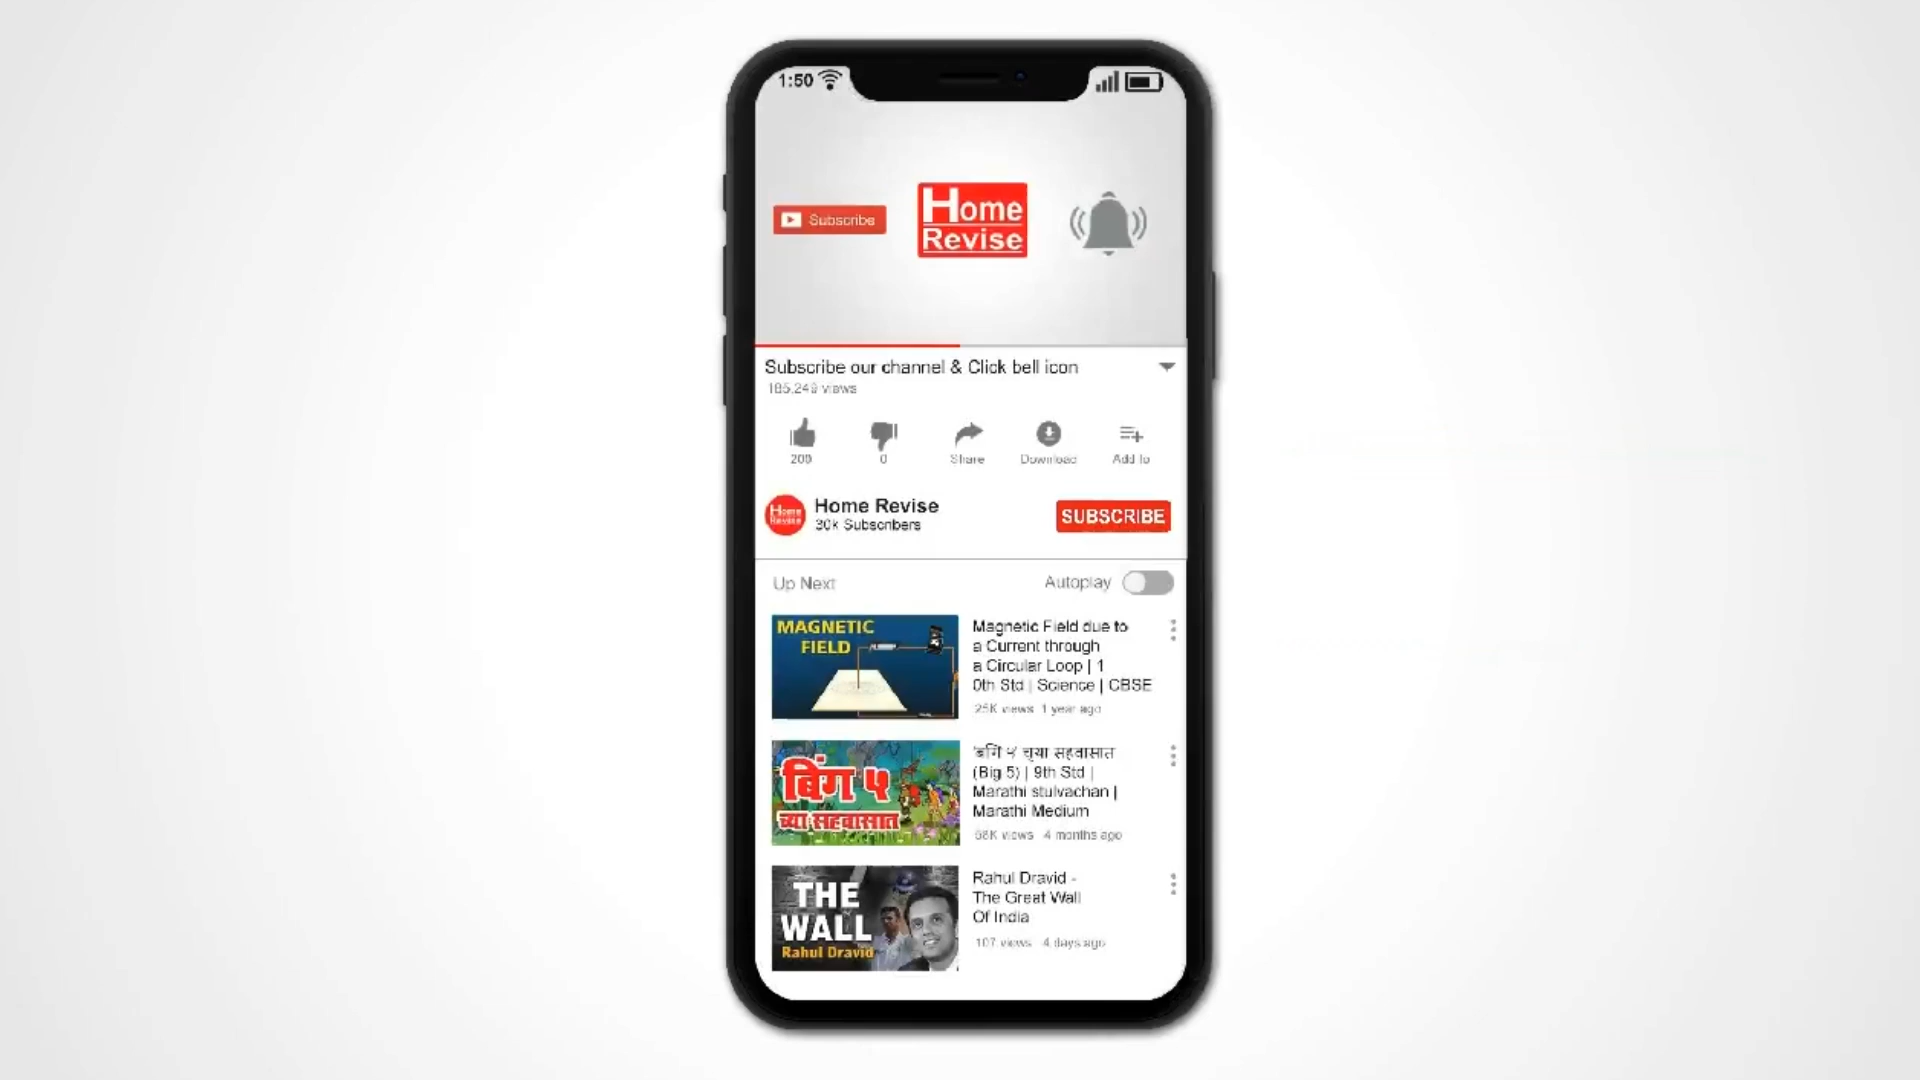 1:50
Subscribe
Home
Revise
Subscribe our channel & Click bell icon
185,249 views
200
0
Share
Download
Add to
Home
Revise
Home Revise
30k Subscribers
SUBSCRIBE
Up Next
Autoplay
MAGNETIC
FIELD
Magnetic Field due to
a Current through
a Circular Loop | 1
0th Std | Science | CBSE
25K views 1 year ago
बिंग ५
च्या सहवासात
च्या सहवासात
(Big 5) | 9th Std |
Marathi stulvachan |
Marathi Medium
58K views 4 months ago
THE
WALL
Rahul Dravid
Rahul Dravid -
The Great Wall
Of India
107 views 4 days ago